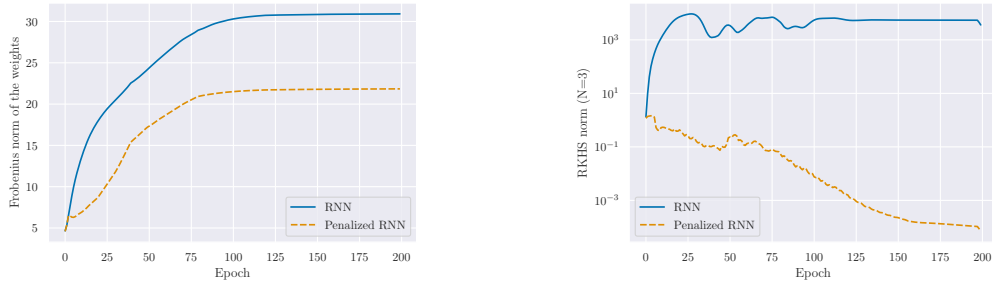 Frobenius norm of the weights
30
25
20
15
10
5
0 25 50 75 100 125 150 175 200
Epoch
RNN
Penalized RNN
RKHS norm (N=3)
10^3
10^1
10^−1
10^−3
0 25 50 75 100 125 150 175 200
Epoch
RNN
Penalized RNN